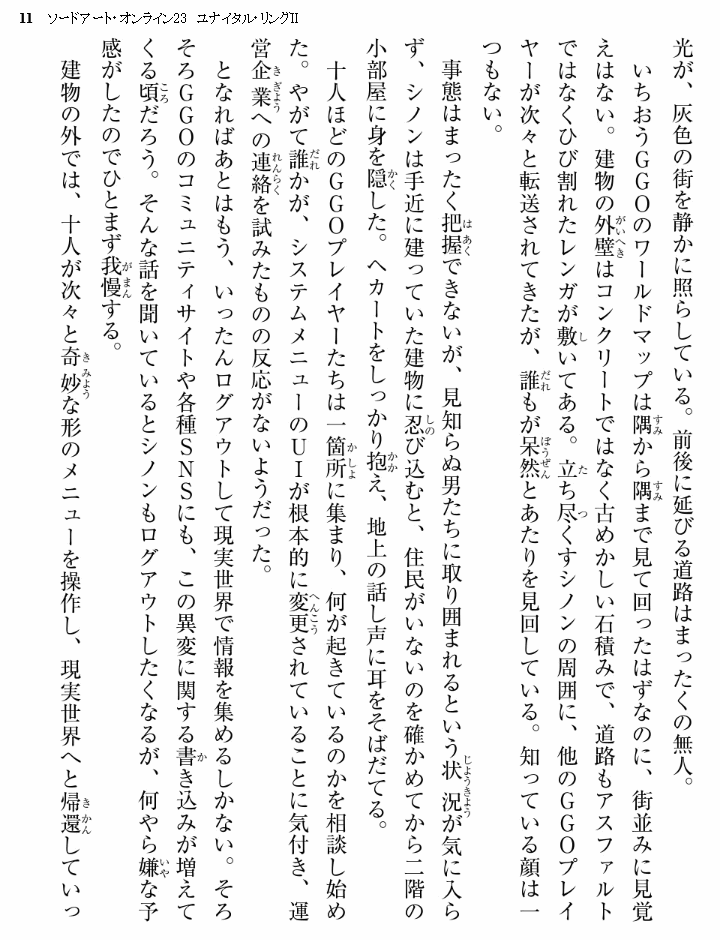 11 ソードアート・オンライン23 ユナイタル・リングⅡ
光が、灰色の街を静かに照らしている。前後に延びる道路はまったくの無人。
いちおうGGOのワールドマップは隅から隅まで見て回ったはずなのに、街並みに見覚
えはない。建物の外壁はコンクリートではなく古めかしい石積みで、道路もアスファルト
ではなくひび割れたレンガが敷いてある。立ち尽くすシノンの周囲に、他のGGOプレイ
ヤーが次々と転送されてきたが、誰もが呆然とあたりを見回している。知っている顔は一
つもない。
事態はまったく把握できないが、見知らぬ男たちに取り囲まれるという状況が気に入ら
ず、シノンは手近に建っていた建物に忍び込むと、住民がいないのを確かめてから二階の
小部屋に身を隠した。ヘカートをしっかり抱え、地上の話し声に耳をそばだてる。
十人ほどのGGOプレイヤーたちは一箇所に集まり、何が起きているのかを相談し始め
た。やがて誰かが、システムメニューのUIが根本的に変更されていることに気付き、運
営企業への連絡を試みたものの反応がないようだった。
となればあとはもう、いったんログアウトして現実世界で情報を集めるしかない。そろ
そろGGOのコミュニティサイトや各種SNSにも、この異変に関する書き込みが増えて
くる頃だろう。そんな話を聞いているとシノンもログアウトしたくなるが、何やら嫌な予
感がしたのでひとまず我慢する。
建物の外では、十人が次々と奇妙な形のメニューを操作し、現実世界へと帰還していっ